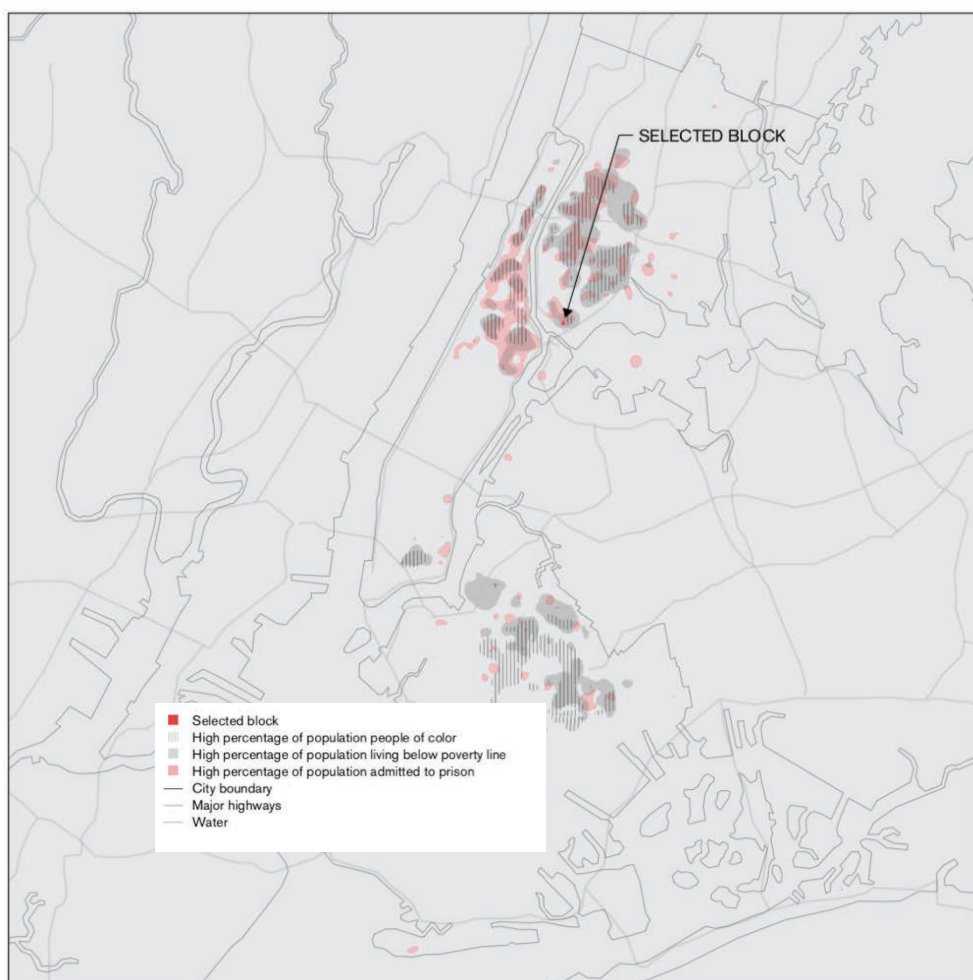 SELECTED BLOCK
Selected block
High percentage of population people of color
High percentage of population living below poverty line
High percentage of population admitted to prison
City boundary
Major highways
Water